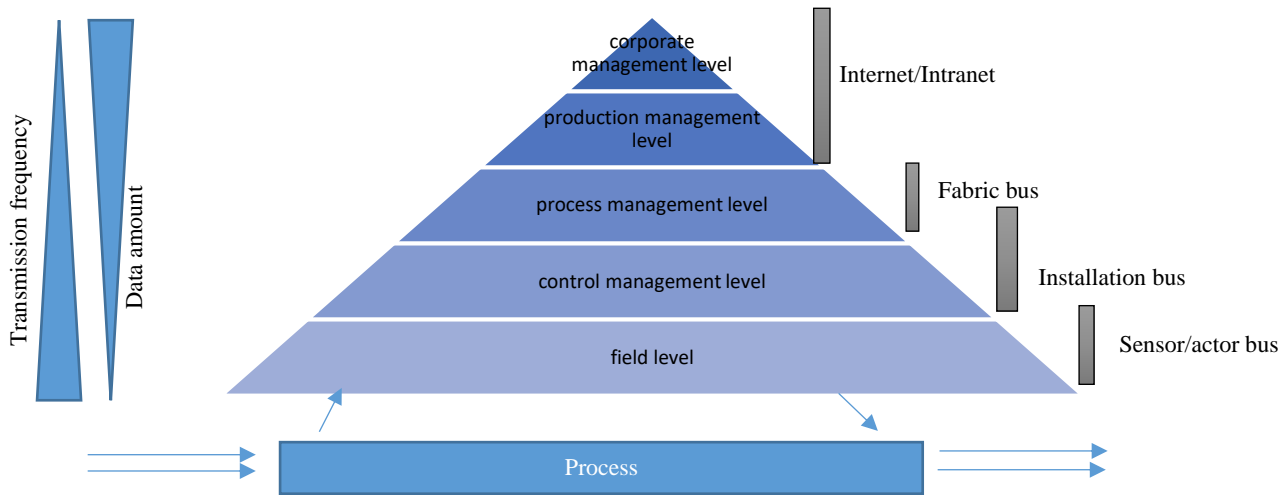 Transmission frequency
Data amount
corporate
management level
production management
level
process management level
control management level
field level
Internet/Intranet
Fabric bus
Installation bus
Sensor/actor bus
Process